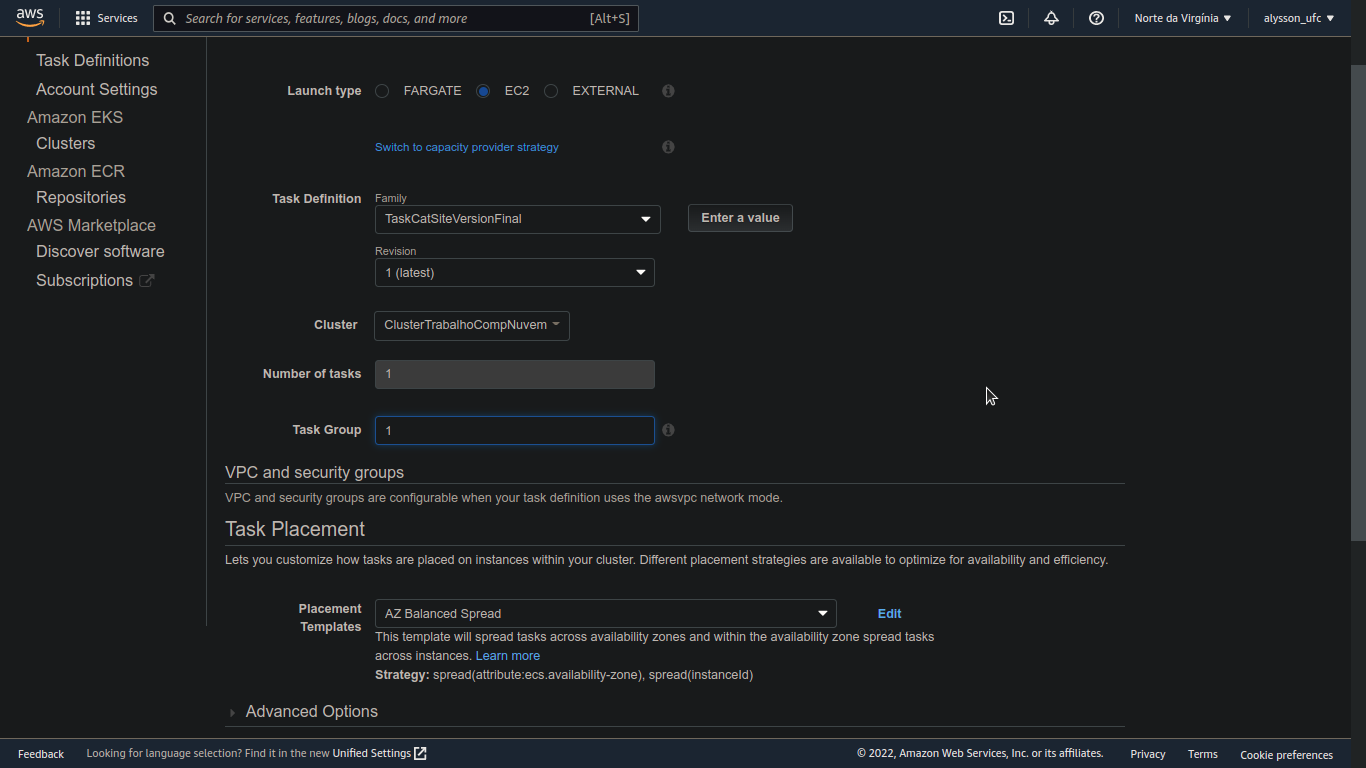 aws
Services
Search for services, features, blogs, docs, and more
[Alt+S]
Norte da Virgínia
alysson_ufc
Task Definitions
Account Settings
Amazon EKS
Clusters
Amazon ECR
Repositories
AWS Marketplace
Discover software
Subscriptions
Launch type
FARGATE
EC2
EXTERNAL
Switch to capacity provider strategy
Task Definition
Family
TaskCatSiteVersionFinal
Enter a value
Revision
1 (latest)
Cluster
ClusterTrabalhoCompNuvem
Number of tasks
1
Task Group
1
VPC and security groups
VPC and security groups are configurable when your task definition uses the awsvpc network mode.
Task Placement
Lets you customize how tasks are placed on instances within your cluster. Different placement strategies are available to optimize for availability and efficiency.
Placement
Templates
AZ Balanced Spread
Edit
This template will spread tasks across availability zones and within the availability zone spread tasks
across instances. Learn more
Strategy: spread(attribute:ecs.availability-zone), spread(instanceId)
Advanced Options
Feedback
Looking for language selection? Find it in the new Unified Settings
© 2022, Amazon Web Services, Inc. or its affiliates.
Privacy
Terms
Cookie preferences